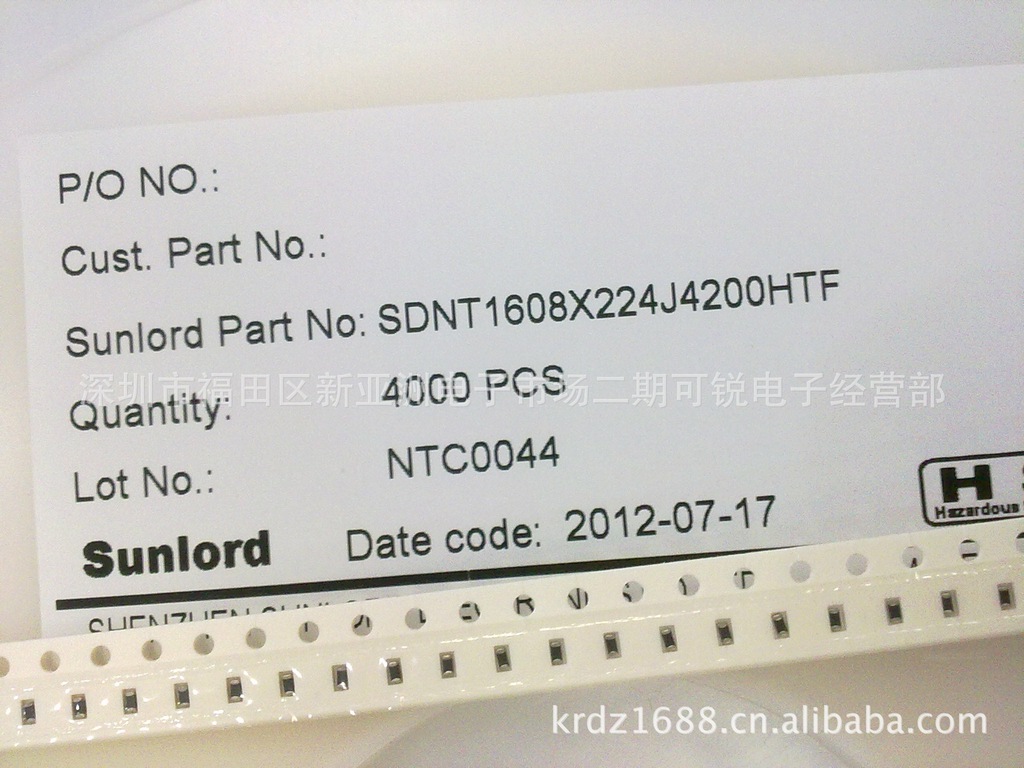 P/O NO.:
Cust. Part No.:
Sunlord Part No: SDNT1608X224J4200HTF
深圳市福田区新亚洲电子市场二期可锐电子经营部
Quantity: 4000 PCS
Lot No.: NTC0044
H
Hazardous
Sunlord Date code: 2012-07-17
SHENZHEN
krdz1688.cn.alibaba.com